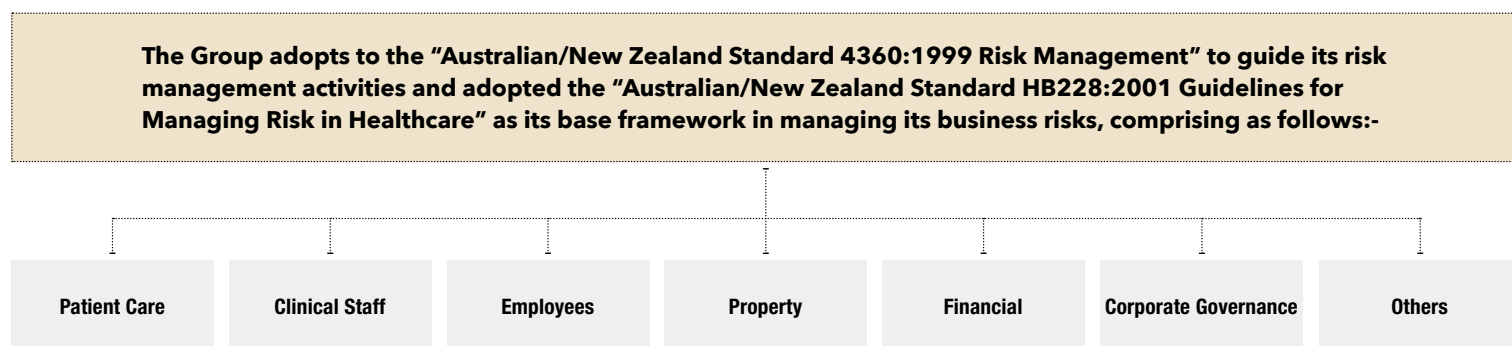 The Group adopts to the “Australian/New Zealand Standard 4360:1999 Risk Management” to guide its risk
management activities and adopted the “Australian/New Zealand Standard HB228:2001 Guidelines for
Managing Risk in Healthcare” as its base framework in managing its business risks, comprising as follows:-
Patient Care
Clinical Staff
Employees
Property
Financial
Corporate Governance
Others